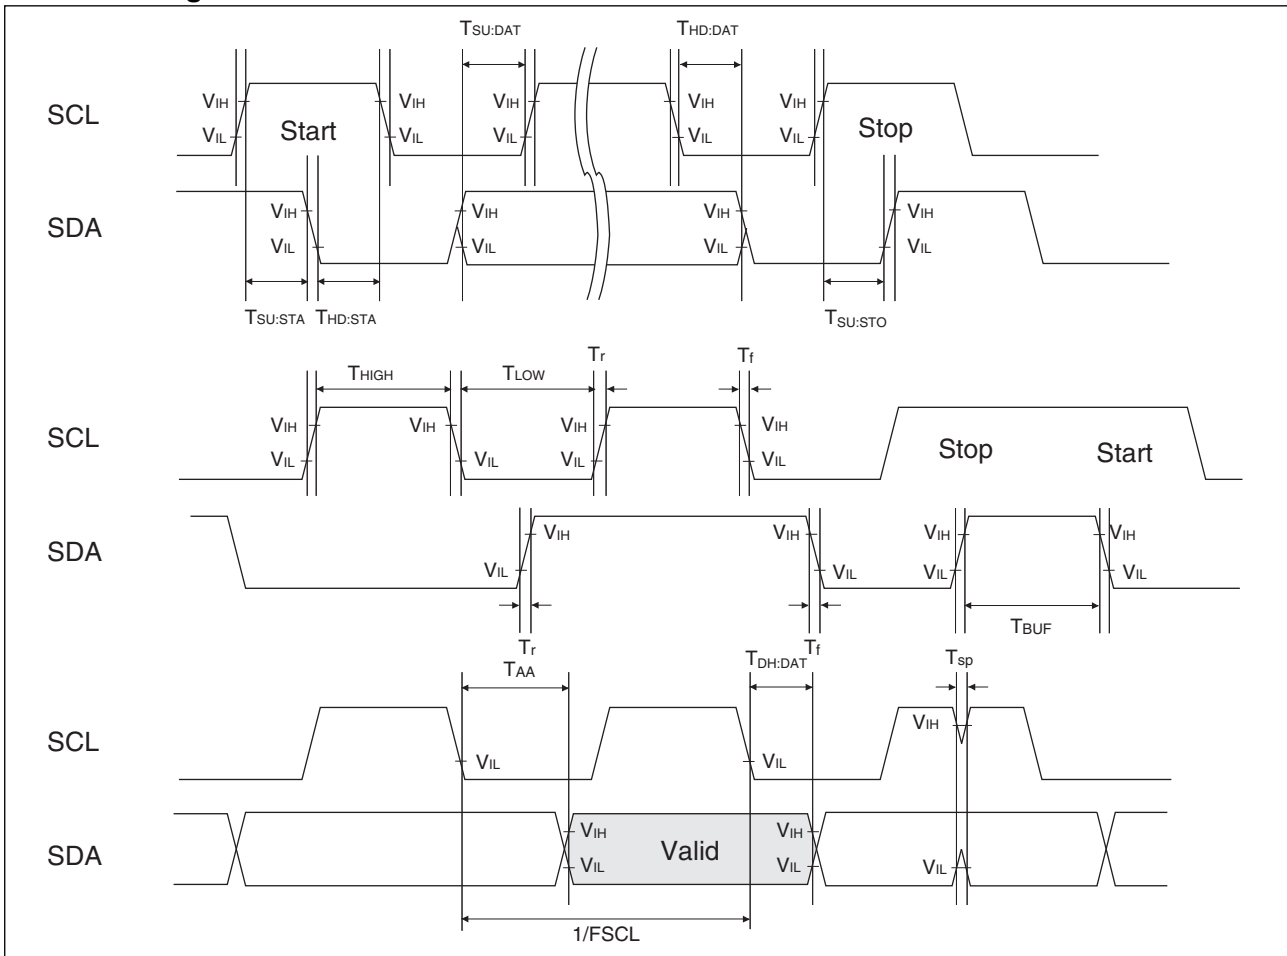 TSU:DAT THD:DAT
SCL VIH VIH VIH VIH VIH
Start Stop
VIL VIL VIL VIL VIL
SDA VIH VIH VIH VIH
VIL VIL VIL VIL
TSU:STA THD:STA TSU:STO
Tr Tf
THIGH TLOW
SCL VIH VIH VIH VIH
Stop Start
VIL VIL VIL VIL
SDA VIH VIH VIH VIH
VIL VIL VIL VIL
TBUF
Tr Tf
TAA TDH:DAT Tsp
SCL VIH
VIL VIL
SDA VIH VIH
Valid
VIL VIL VIL
1/FSCL